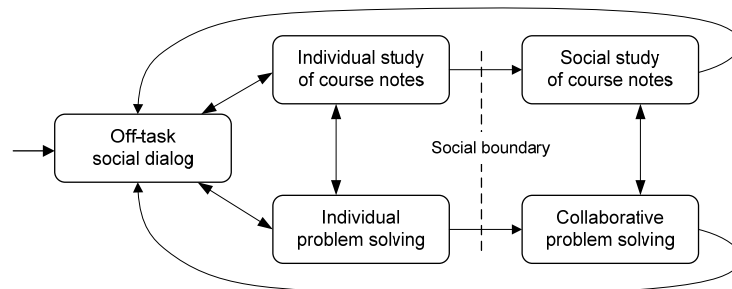 Individual study
of course notes
Social study
of course notes
Off-task
social dialog
Social boundary
Individual
problem solving
Collaborative
problem solving